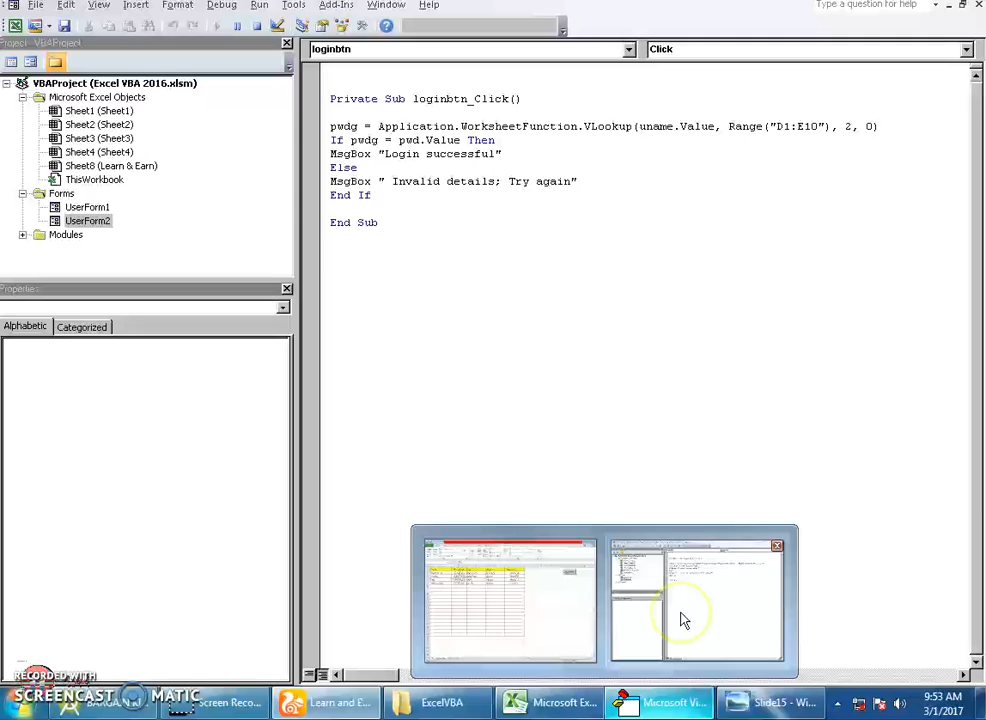 File Edit View Insert Format Debug Run Tools Add-Ins Window Help
Type a question for help
Project - VBAProject
loginbtn
Click
VBAProject (Excel VBA 2016.xlsm)
Microsoft Excel Objects
Sheet1 (Sheet1)
Sheet2 (Sheet2)
Sheet3 (Sheet3)
Sheet4 (Sheet4)
Sheet8 (Learn & Earn)
ThisWorkbook
Forms
UserForm1
UserForm2
Modules
Private Sub loginbtn_Click()
pwdg = Application.WorksheetFunction.VLookup(uname.Value, Range("D1:E10"), 2, 0)
If pwdg = pwd.Value Then
MsgBox "Login successful"
Else
MsgBox " Invalid details; Try again"
End If
End Sub
Properties
Alphabetic Categorized
RECORDED WITH
SCREENCAST MATIC
Screen Reco...
Learn and E...
ExcelVBA
Microsoft Ex...
Microsoft Vi...
Slide15 - Wi...
9:53 AM
3/1/2017